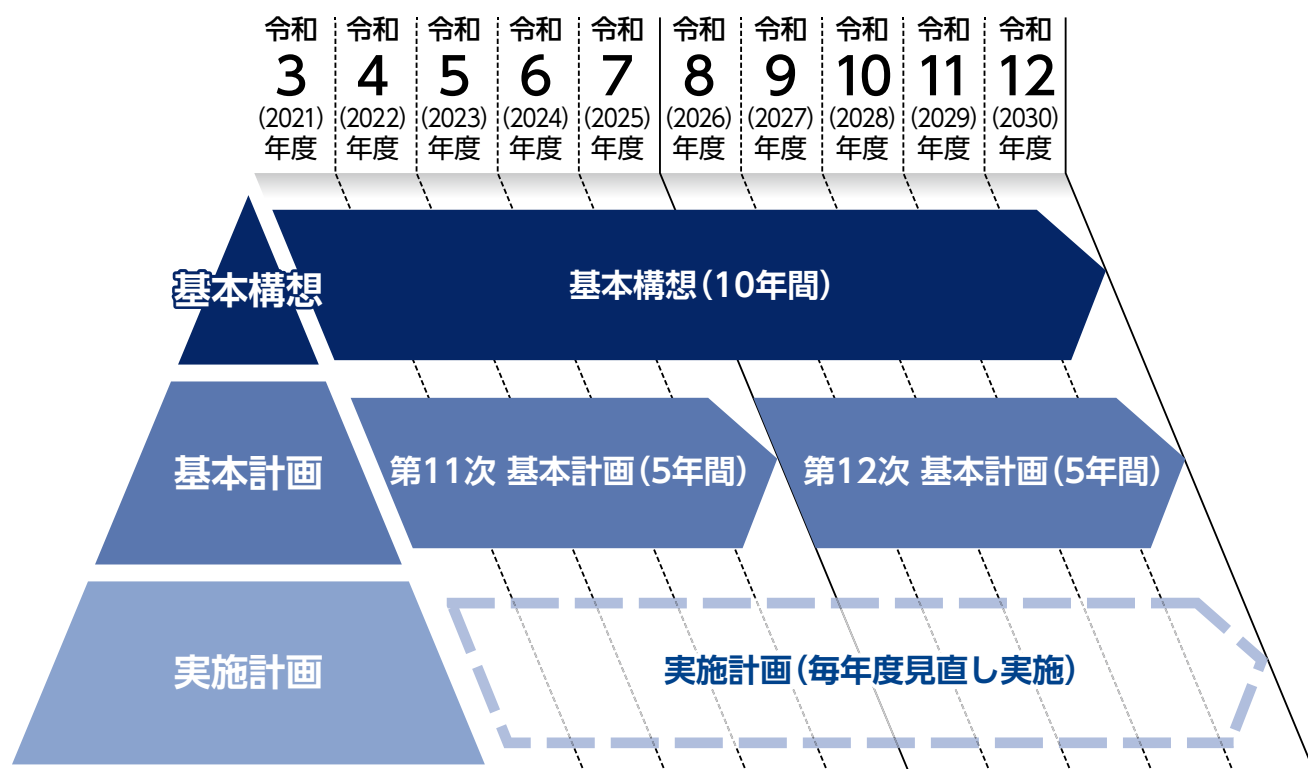 令和 令和 令和 令和 令和 令和 令和 令和 令和 令和
3 4 5 6 7 8 9 10 11 12
(2021) (2022) (2023) (2024) (2025) (2026) (2027) (2028) (2029) (2030)
年度 年度 年度 年度 年度 年度 年度 年度 年度 年度
基本構想 基本構想(10年間)
基本計画 第11次 基本計画(5年間) 第12次 基本計画(5年間)
実施計画 実施計画(毎年度見直し実施)